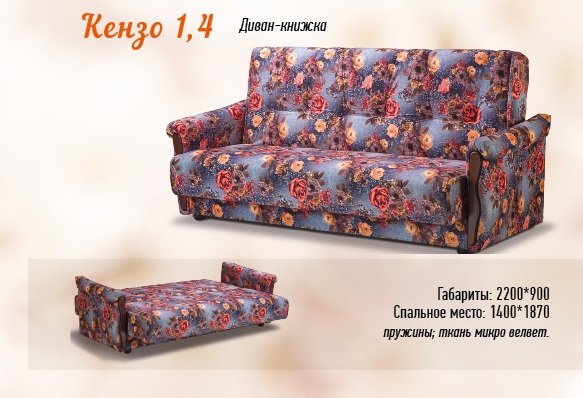 Кензо 1,4 Диван-книжка
Габариты: 2200*900
Спальное место: 1400*1870
пружины; ткань микро велвет.